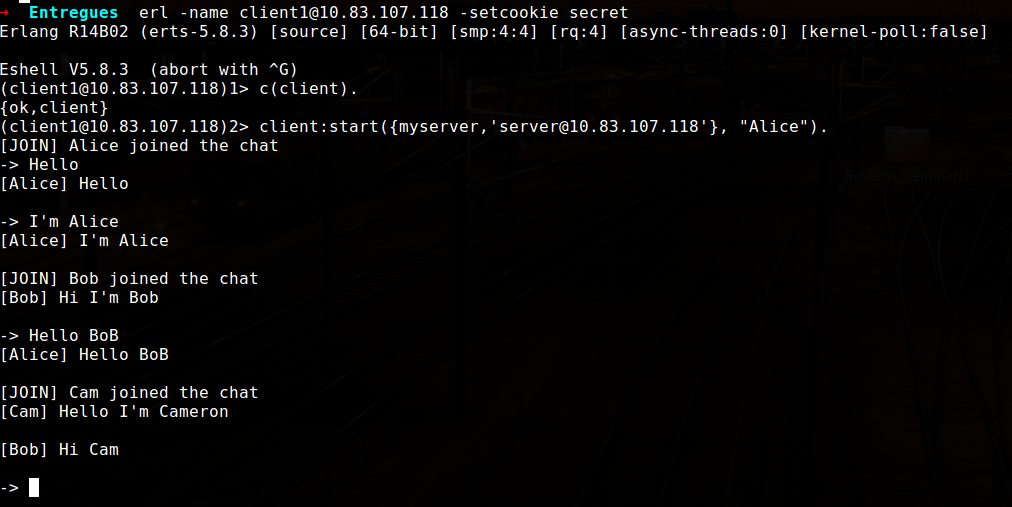 → Entregues erl -name client1@10.83.107.118 -setcookie secret
Erlang R14B02 (erts-5.8.3) [source] [64-bit] [smp:4:4] [rq:4] [async-threads:0] [kernel-poll:false]
Eshell V5.8.3 (abort with ^G)
(client1@10.83.107.118)1> c(client).
{ok,client}
(client1@10.83.107.118)2> client:start({myserver,'server@10.83.107.118'}, "Alice").
[JOIN] Alice joined the chat
-> Hello
[Alice] Hello
-> I'm Alice
[Alice] I'm Alice
[JOIN] Bob joined the chat
[Bob] Hi I'm Bob
-> Hello BoB
[Alice] Hello BoB
[JOIN] Cam joined the chat
[Cam] Hello I'm Cameron
[Bob] Hi Cam
->
Screens_Seminari1